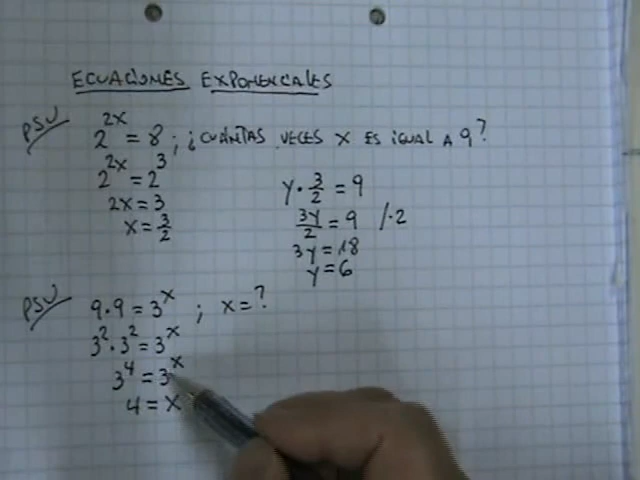 ECUACIONES EXPONENCIALES
PSU 2^{2x} = 8 ; ¿CUÁNTAS VECES X ES IGUAL A 9?
2^{2x} = 2^3
2x = 3
x = 3/2
y · 3/2 = 9
3y/2 = 9 /·2
3y = 18
y = 6
PSU 9·9 = 3^x ; x = ?
3^2 · 3^2 = 3^x
3^4 = 3^x
4 = x